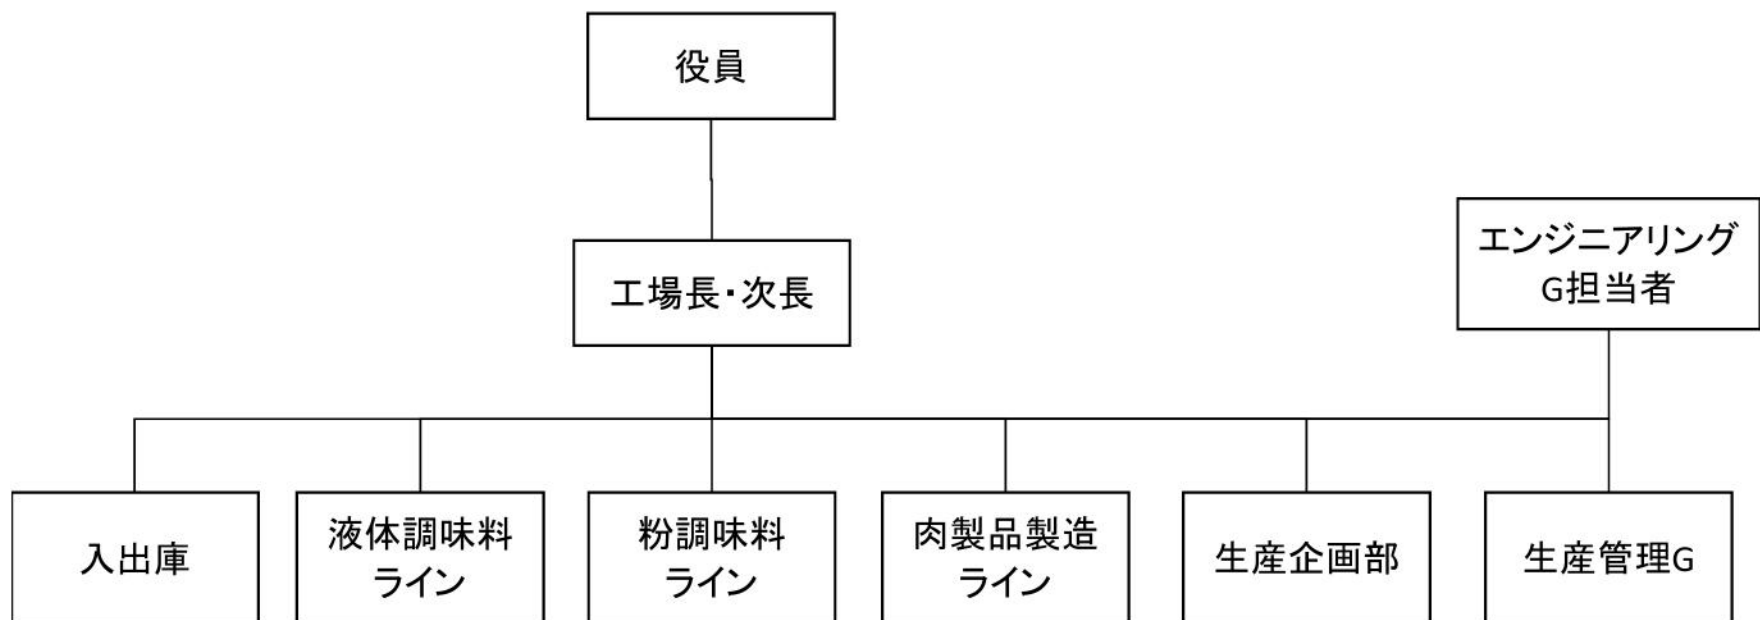 役員
工場長・次長
エンジニアリング
G担当者
入出庫
液体調味料
ライン
粉調味料
ライン
肉製品製造
ライン
生産企画部
生産管理G